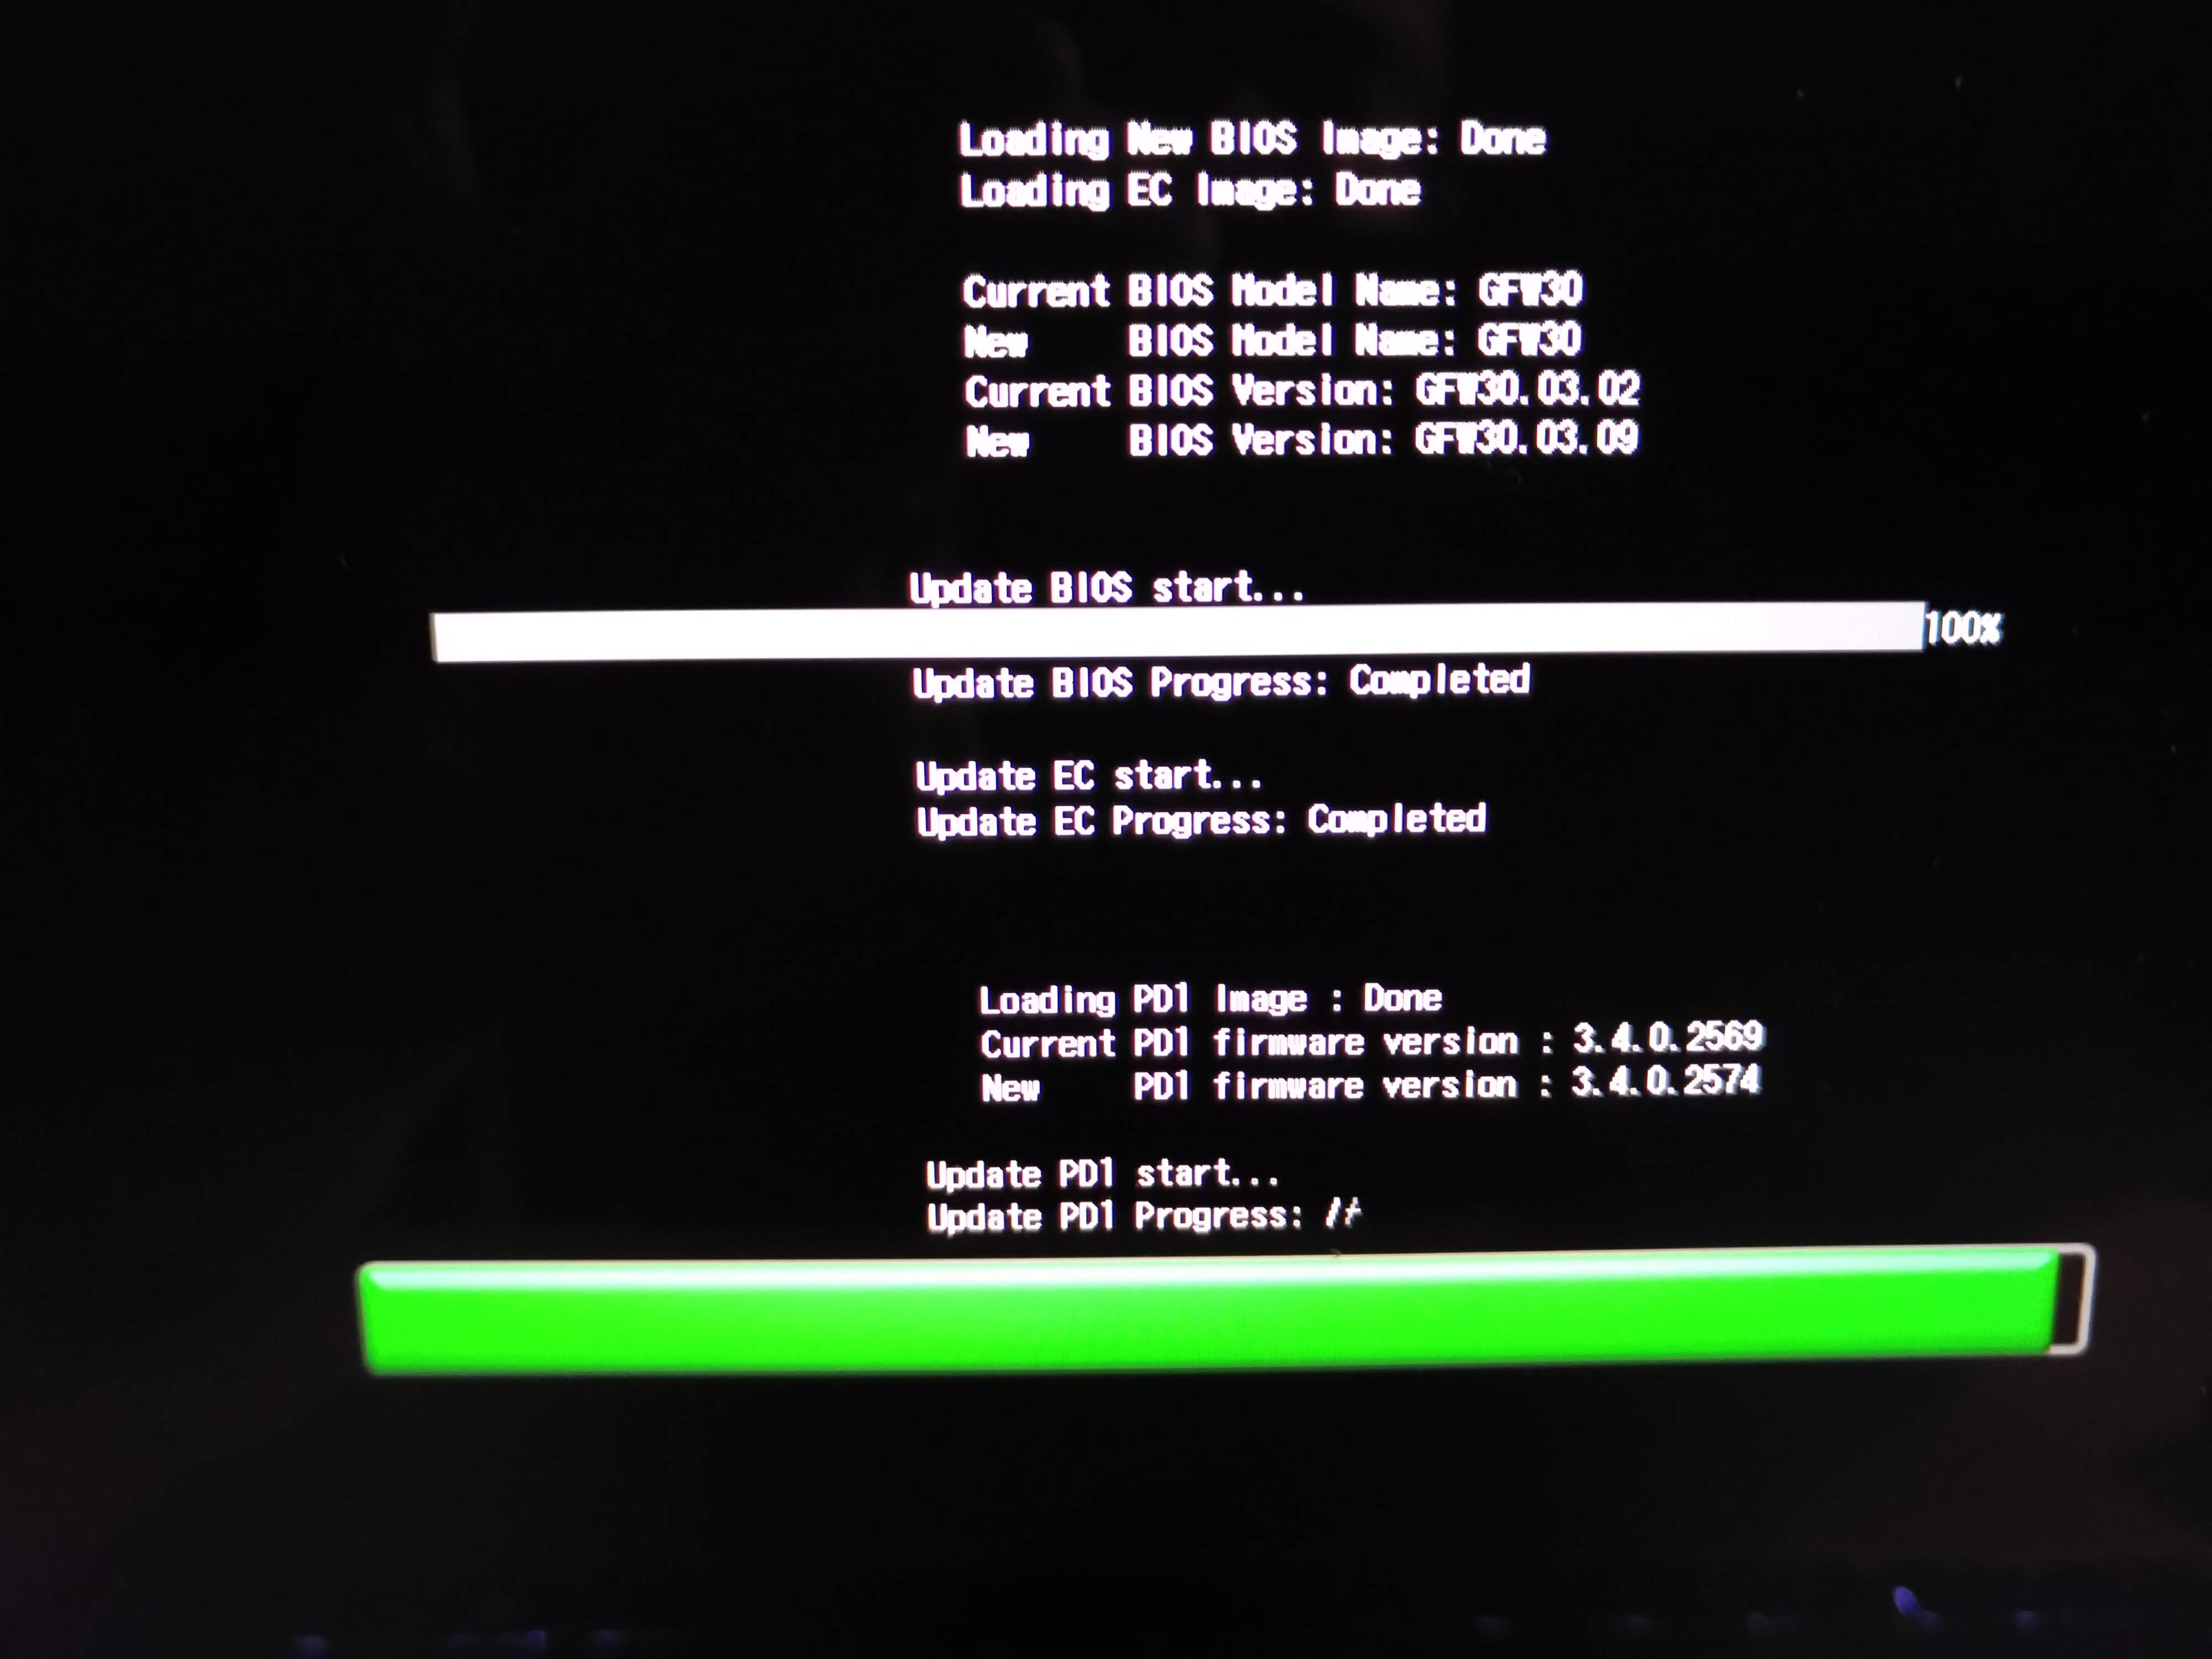 Loading New BIOS Image: Done
Loading EC Image: Done
Current BIOS Model Name: GFW30
New BIOS Model Name: GFW30
Current BIOS Version: GFW30.03.02
New BIOS Version: GFW30.03.09
Update BIOS start...
100%
Update BIOS Progress: Completed
Update EC start...
Update EC Progress: Completed
Loading PD1 Image : Done
Current PD1 firmware version : 3.4.0.2569
New PD1 firmware version : 3.4.0.2574
Update PD1 start...
Update PD1 Progress: